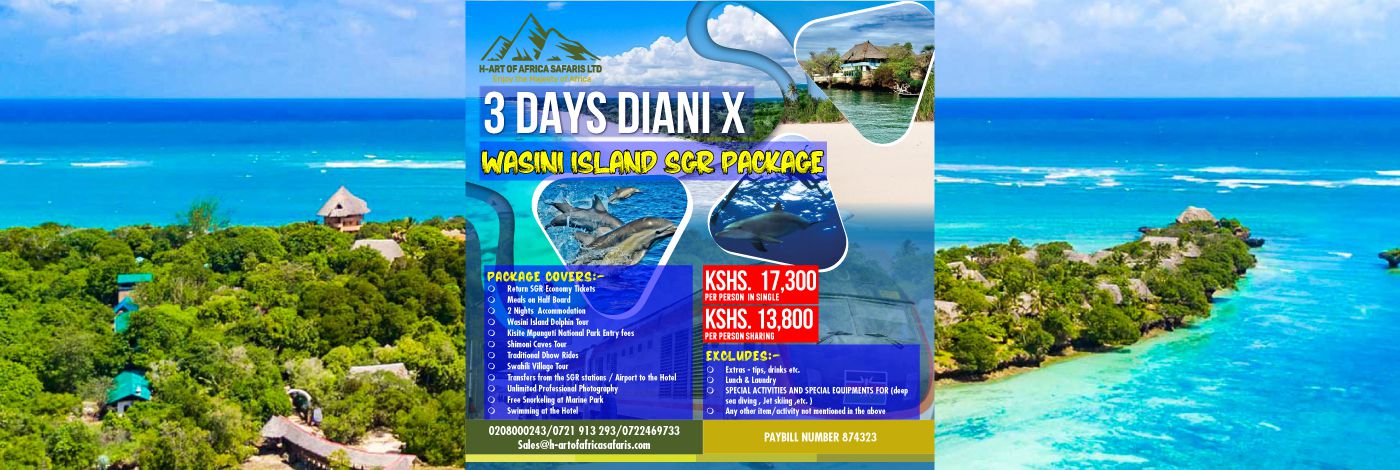 H-ART OF AFRICA SAFARIS LTD
Enjoy the Majesty of Africa
3 DAYS DIANI X
WASINI ISLAND SGR PACKAGE
PACKAGE COVERS:-
Return SGR Economy Tickets
Meals on Half Board
2 Nights Accommodation
Wasini Island Dolphin Tour
Kisite Mpunguti National Park Entry fees
Shimoni Caves Tour
Traditional Dhow Rides
Swahili Village Tour
Transfers from the SGR stations / Airport to the Hotel
Unlimited Professional Photography
Free Snorkeling at Marine Park
Swimming at the Hotel
KSHS. 17,300
PER PERSON IN SINGLE
KSHS. 13,800
PER PERSON SHARING
EXCLUDES:-
Extras - tips, drinks etc.
Lunch & Laundry
SPECIAL ACTIVITIES AND SPECIAL EQUIPMENTS FOR (deep
sea diving , Jet skiing ,etc. )
Any other item/activity not mentioned in the above
0208000243/0721 913 293/0722469733
Sales@h-artofafricasafaris.com
PAYBILL NUMBER 874323